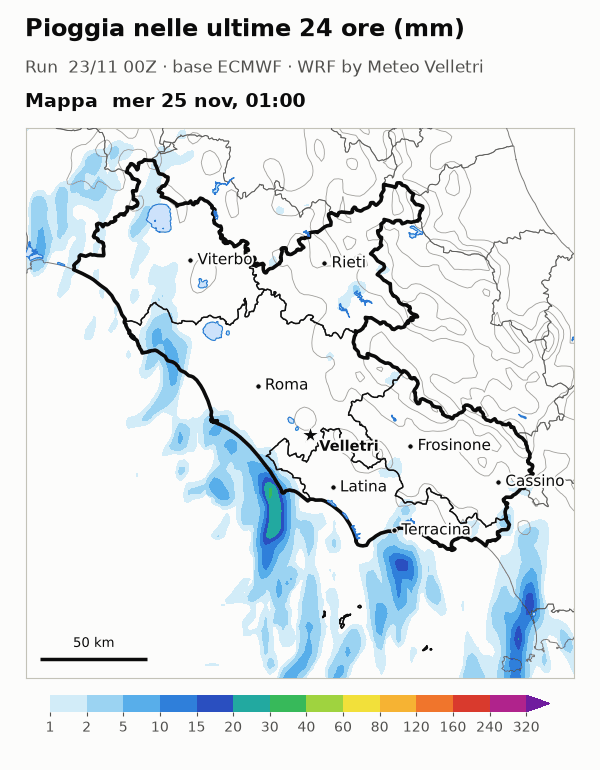 Pioggia nelle ultime 24 ore (mm)
Run  23/11 00Z · base ECMWF · WRF by Meteo Velletri
Mappa  mer 25 nov, 01:00
Viterbo
Rieti
Roma
Velletri
Frosinone
Latina
Cassino
Terracina
50 km
1 2 5 10 15 20 30 40 60 80 120 160 240 320